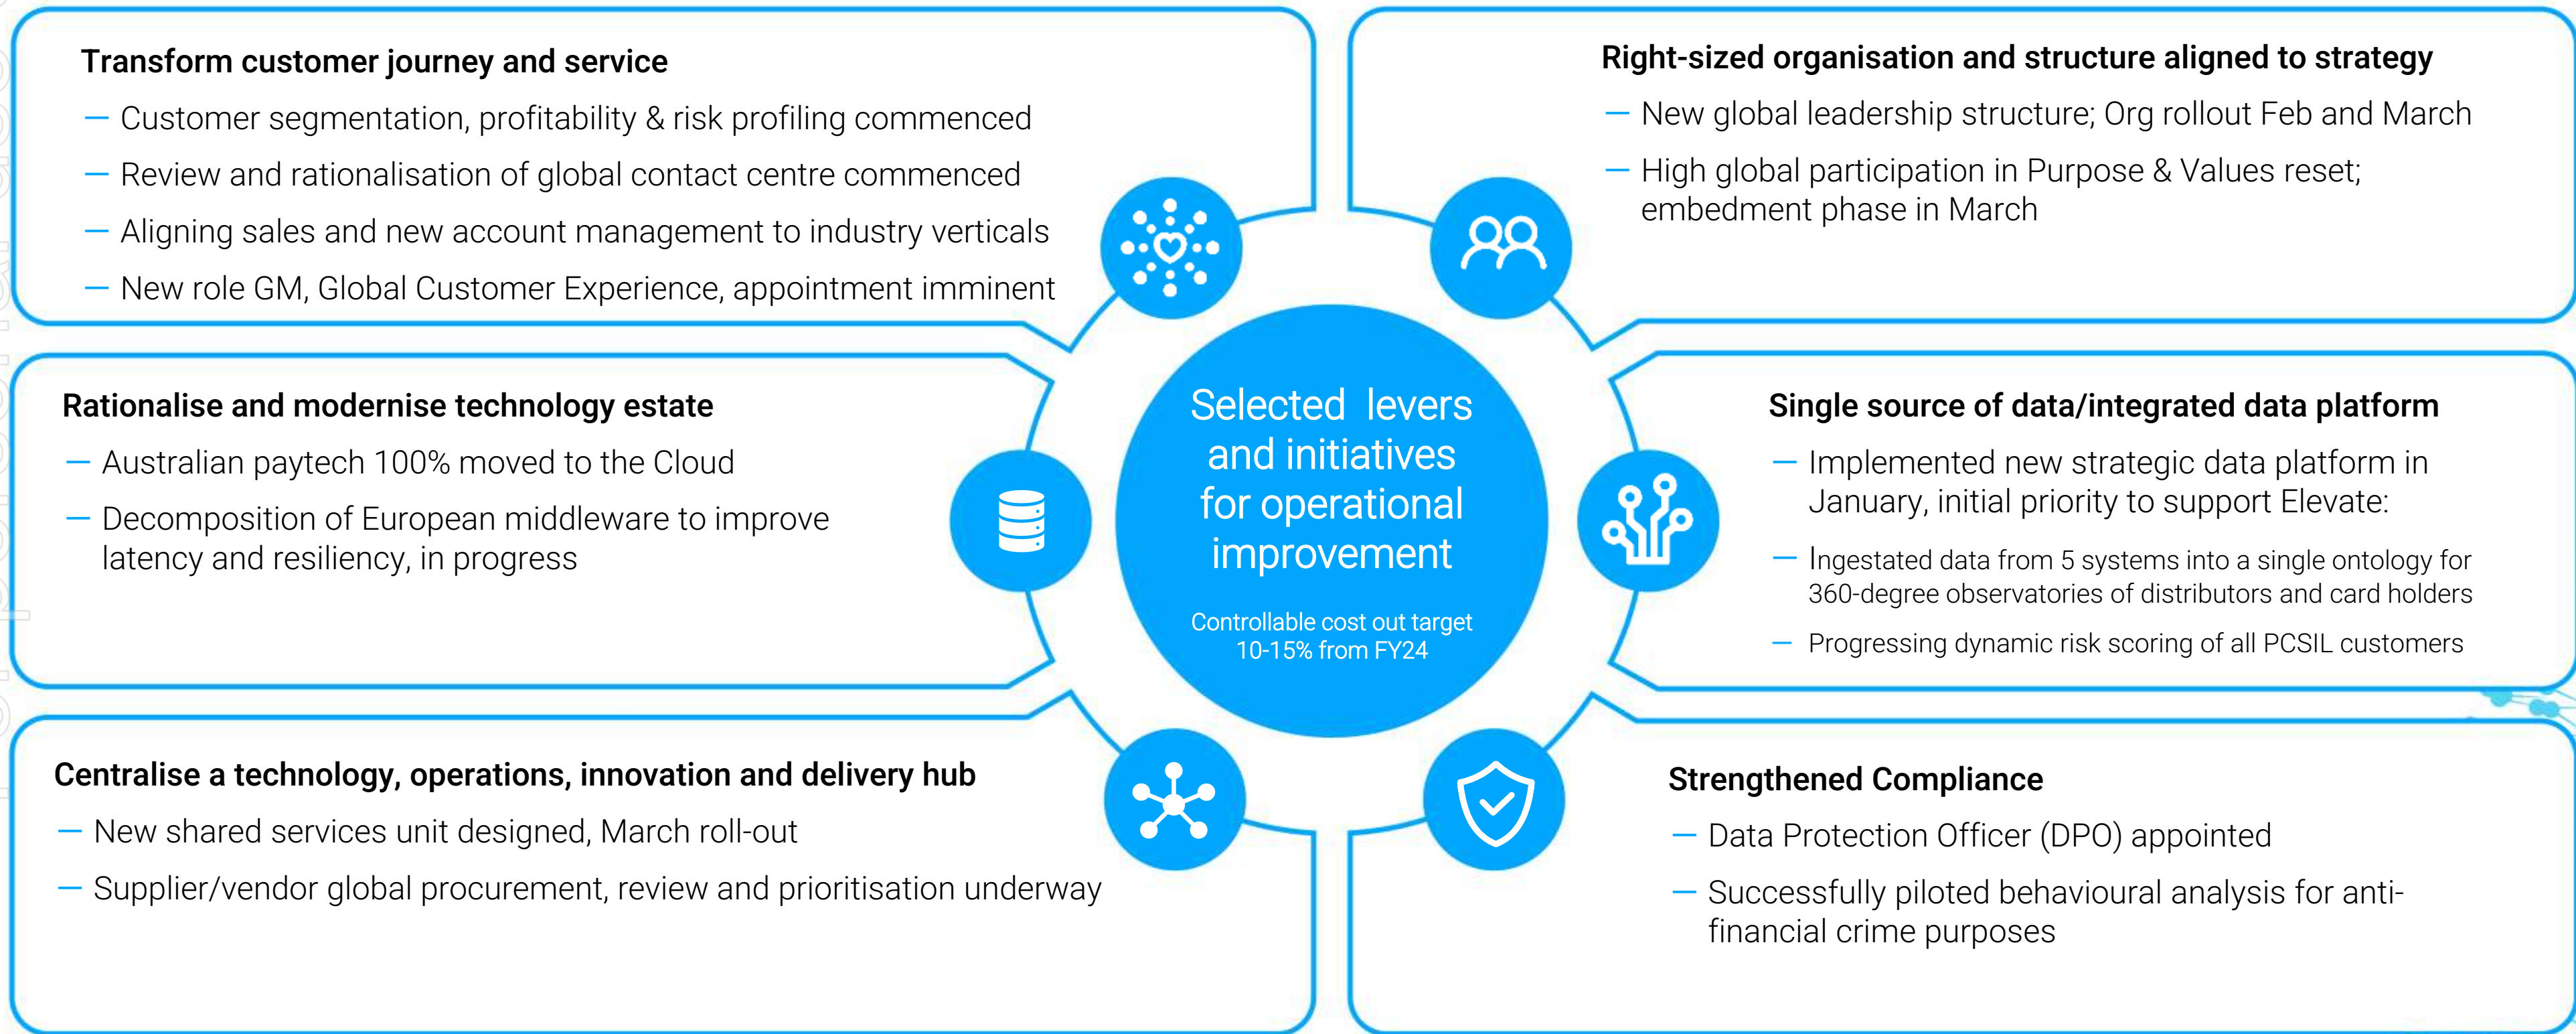 Transform customer journey and service
— Customer segmentation, profitability & risk profiling commenced
— Review and rationalisation of global contact centre commenced
— Aligning sales and new account management to industry verticals
— New role GM, Global Customer Experience, appointment imminent
Right-sized organisation and structure aligned to strategy
— New global leadership structure; Org rollout Feb and March
— High global participation in Purpose & Values reset;
embedment phase in March
Rationalise and modernise technology estate
— Australian paytech 100% moved to the Cloud
— Decomposition of European middleware to improve
latency and resiliency, in progress
Selected levers
and initiatives
for operational
improvement
Controllable cost out target
10-15% from FY24
Single source of data/integrated data platform
— Implemented new strategic data platform in
January, initial priority to support Elevate:
— Ingestated data from 5 systems into a single ontology for
360-degree observatories of distributors and card holders
— Progressing dynamic risk scoring of all PCSIL customers
Centralise a technology, operations, innovation and delivery hub
— New shared services unit designed, March roll-out
— Supplier/vendor global procurement, review and prioritisation underway
Strengthened Compliance
— Data Protection Officer (DPO) appointed
— Successfully piloted behavioural analysis for anti-
financial crime purposes